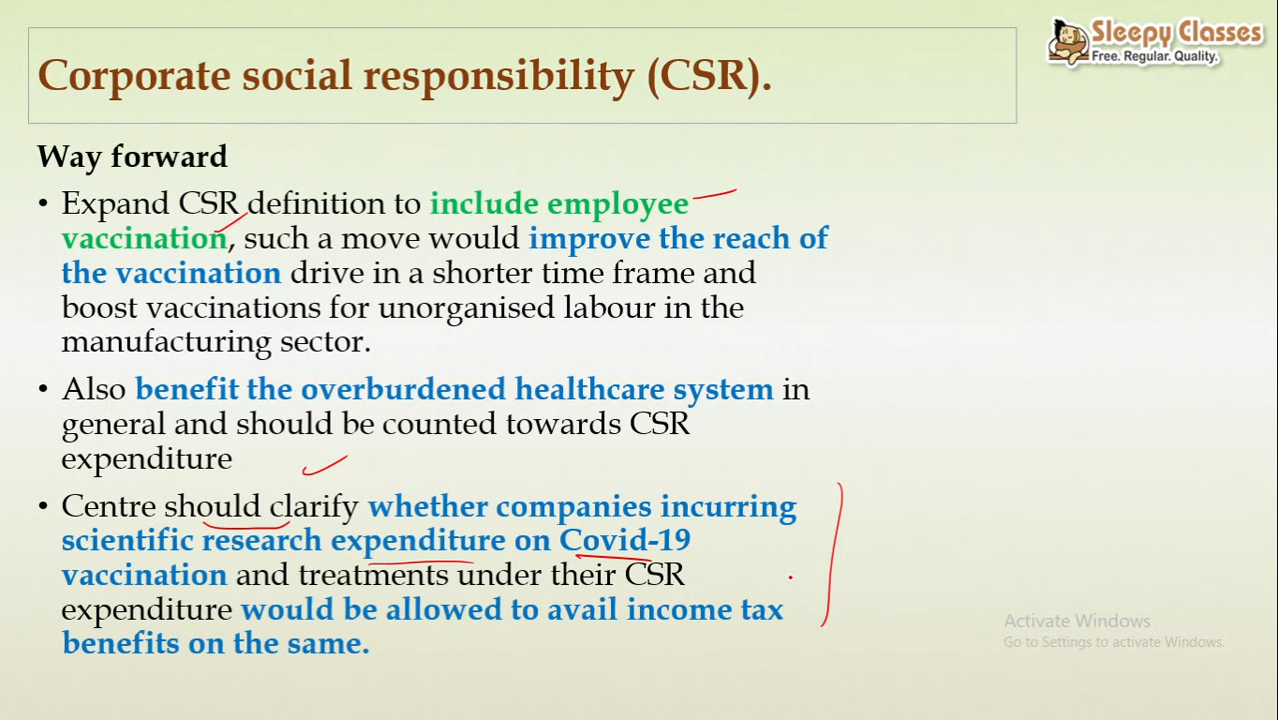 Sleepy Classes
Free. Regular. Quality.
Corporate social responsibility (CSR).
Way forward
• Expand CSR definition to include employee
vaccination, such a move would improve the reach of
the vaccination drive in a shorter time frame and
boost vaccinations for unorganised labour in the
manufacturing sector.
• Also benefit the overburdened healthcare system in
general and should be counted towards CSR
expenditure
• Centre should clarify whether companies incurring
scientific research expenditure on Covid-19
vaccination and treatments under their CSR
expenditure would be allowed to avail income tax
benefits on the same.
Activate Windows
Go to Settings to activate Windows.